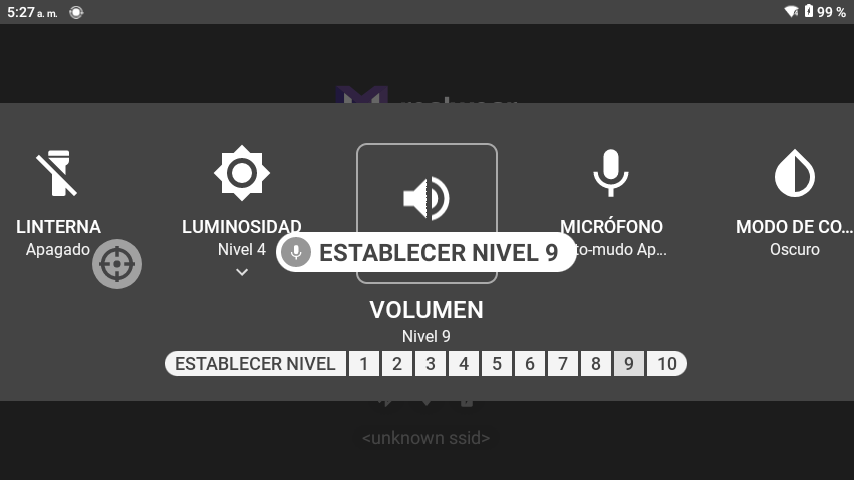 5:27 a. m.
99 %
LINTERNA
Apagado
LUMINOSIDAD
Nivel 4
MICRÓFONO
to-mudo Ap...
MODO DE CO...
Oscuro
ESTABLECER NIVEL 9
VOLUMEN
Nivel 9
ESTABLECER NIVEL 1 2 3 4 5 6 7 8 9 10
<unknown ssid>